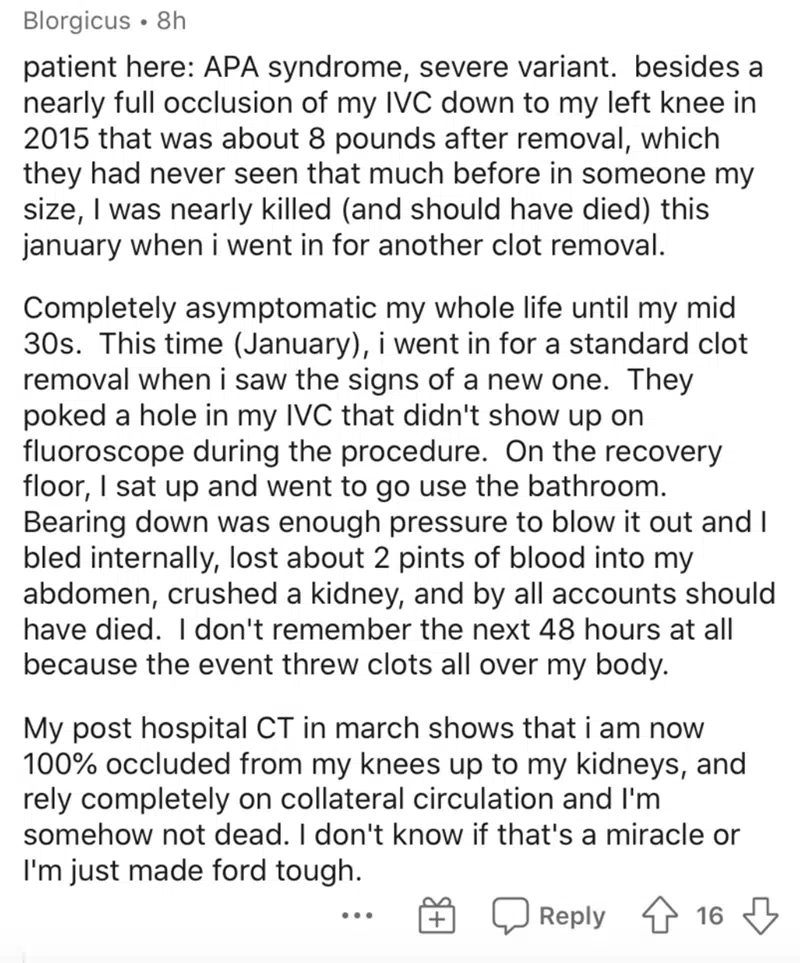 Blorgicus • 8h
patient here: APA syndrome, severe variant.  besides a
nearly full occlusion of my IVC down to my left knee in
2015 that was about 8 pounds after removal, which
they had never seen that much before in someone my
size, I was nearly killed (and should have died) this
january when i went in for another clot removal.
Completely asymptomatic my whole life until my mid
30s.  This time (January), i went in for a standard clot
removal when i saw the signs of a new one.  They
poked a hole in my IVC that didn't show up on
fluoroscope during the procedure.  On the recovery
floor, I sat up and went to go use the bathroom.
Bearing down was enough pressure to blow it out and I
bled internally, lost about 2 pints of blood into my
abdomen, crushed a kidney, and by all accounts should
have died.  I don't remember the next 48 hours at all
because the event threw clots all over my body.
My post hospital CT in march shows that i am now
100% occluded from my knees up to my kidneys, and
rely completely on collateral circulation and I'm
somehow not dead. I don't know if that's a miracle or
I'm just made ford tough.
••• Reply 16